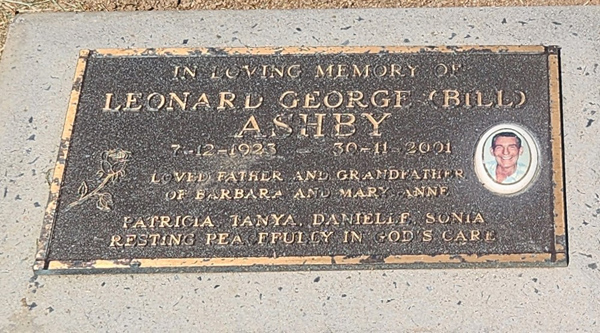 IN LOVING MEMORY OF
LEONARD GEORGE (BILL)
ASHBY
7-12-1923 - 30-11-2001
LOVED FATHER AND GRANDFATHER
OF BARBARA AND MARY-ANNE
PATRICIA, TANYA, DANIELLE, SONIA
RESTING PEACEFULLY IN GOD'S CARE